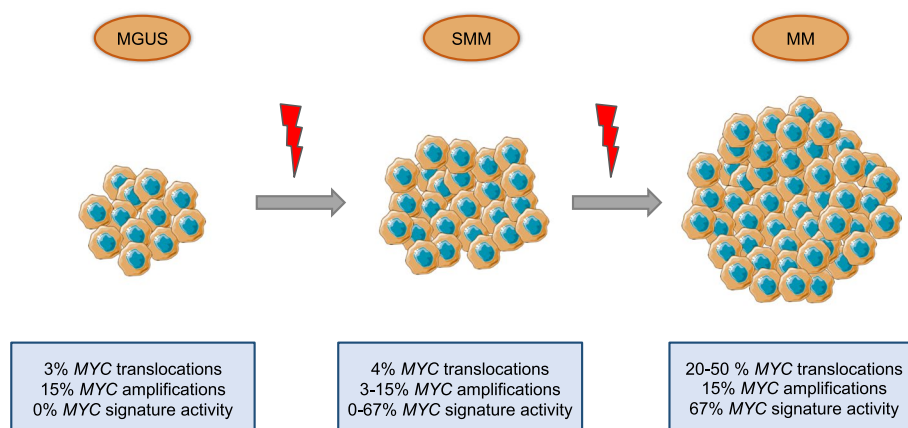 MGUS
SMM
MM
3% MYC translocations
15% MYC amplifications
0% MYC signature activity
4% MYC translocations
3-15% MYC amplifications
0-67% MYC signature activity
20-50 % MYC translocations
15% MYC amplifications
67% MYC signature activity